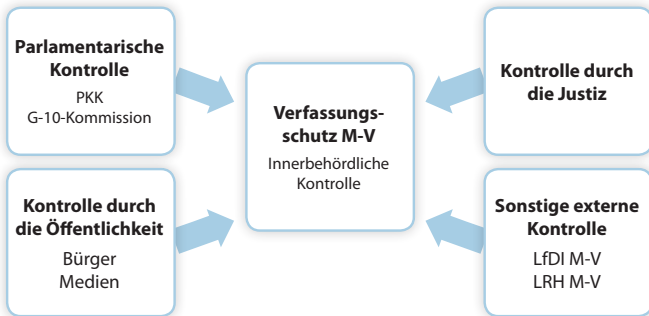 Parlamentarische
Kontrolle
PKK
G-10-Kommission
Kontrolle durch
die Öffentlichkeit
Bürger
Medien
Verfassungs-
schutz M-V
Innerbehördliche
Kontrolle
Kontrolle durch
die Justiz
Sonstige externe
Kontrolle
LfDI M-V
LRH M-V